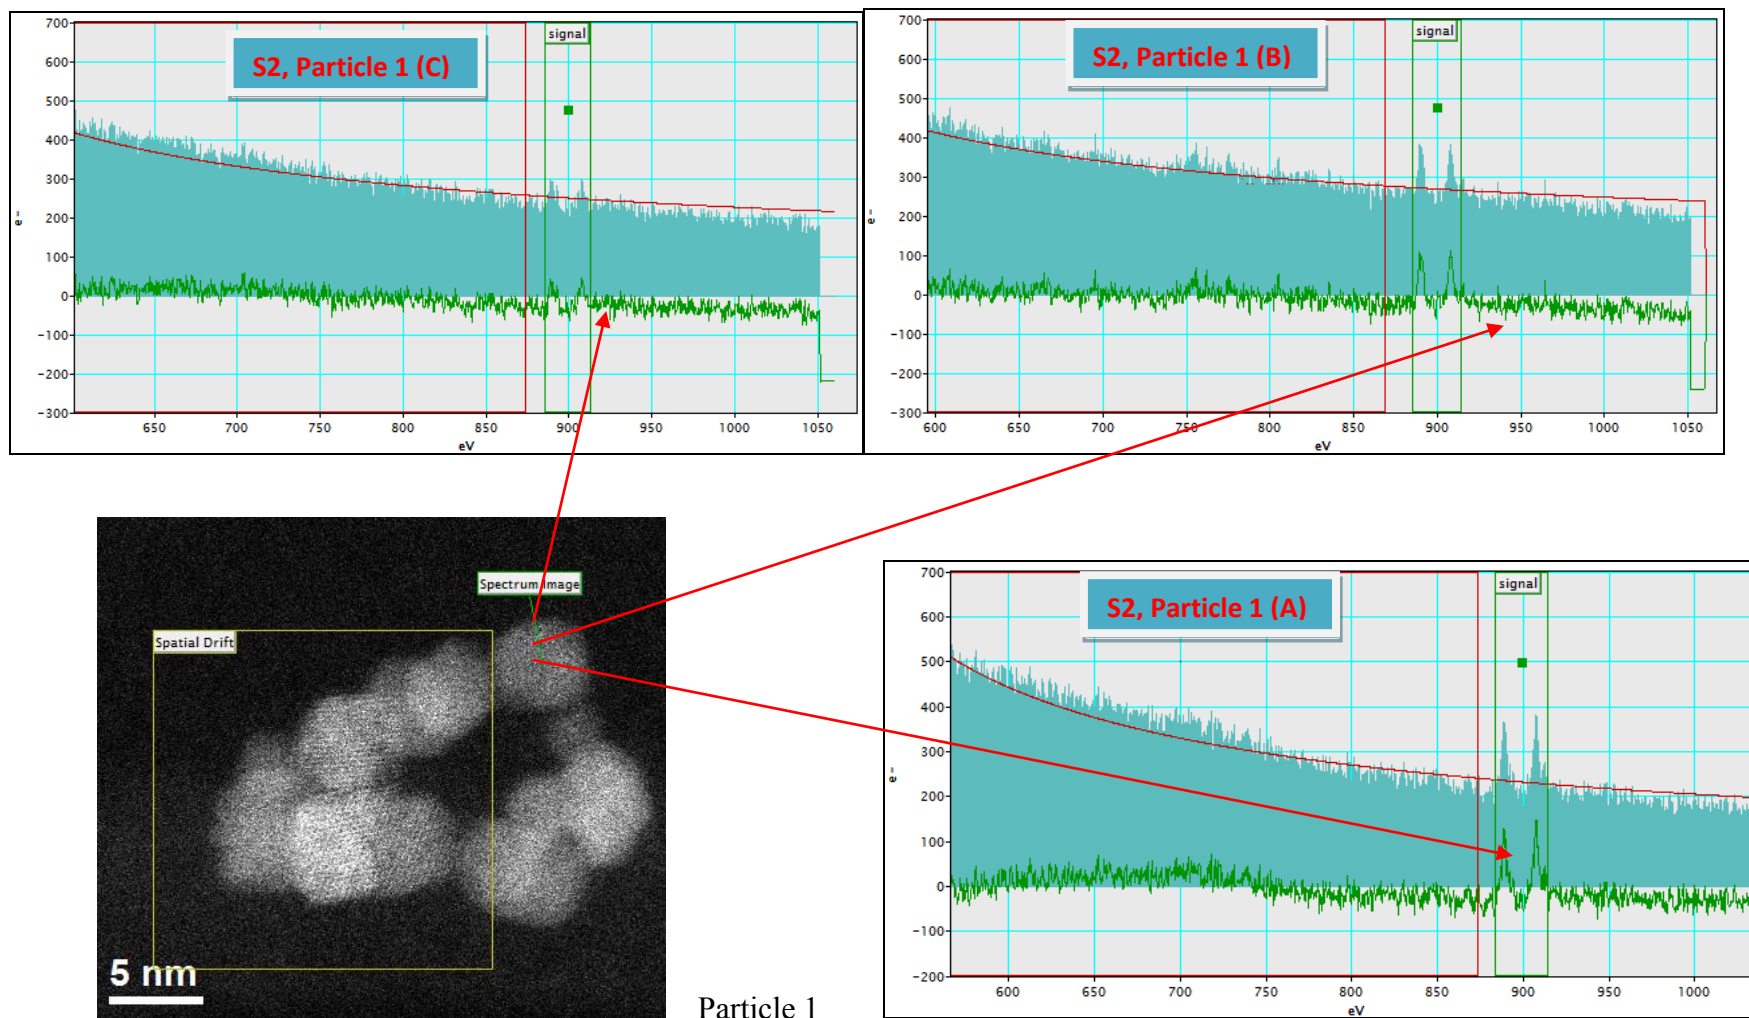 700
600
500
400
300
200
100
0
-100
-200
-300
e-
signal
S2, Particle 1 (C)
650 700 750 800 850 900 950 1000 1050
eV
700
600
500
400
300
200
100
0
-100
-200
-300
e-
signal
S2, Particle 1 (B)
600 650 700 750 800 850 900 950 1000 1050
eV
Spectrum Image
Spatial Drift
5 nm
Particle 1
700
600
500
400
300
200
100
0
-100
-200
e-
signal
S2, Particle 1 (A)
600 650 700 750 800 850 900 950 1000
eV